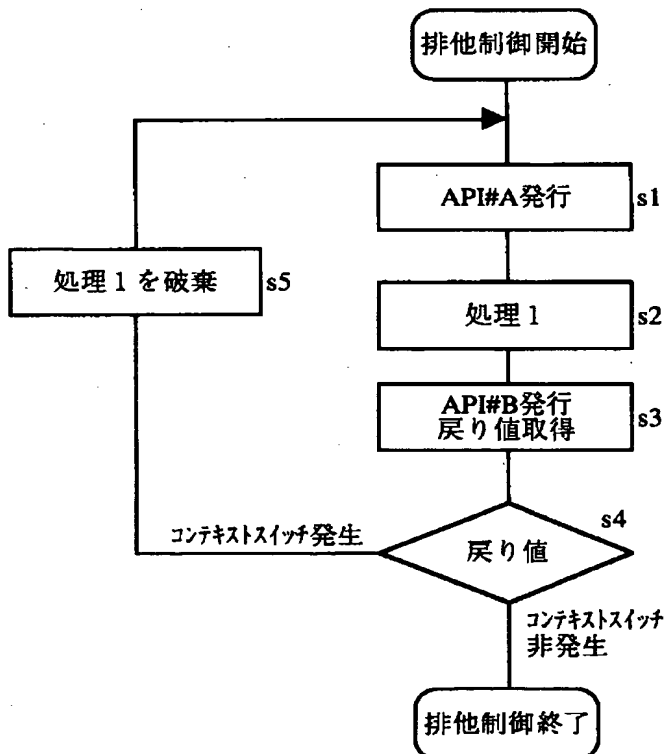 排他制御開始
API#A発行
s1
処理1を破棄
s5
処理1
s2
API#B発行
戻り値取得
s3
s4
コンテキストスイッチ発生
戻り値
コンテキストスイッチ
非発生
排他制御終了